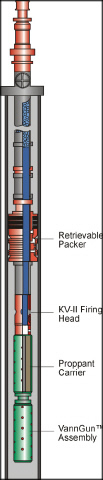 Retrievable
Packer
KV-II Firing
Head
Proppant
Carrier
VannGun™
Assembly